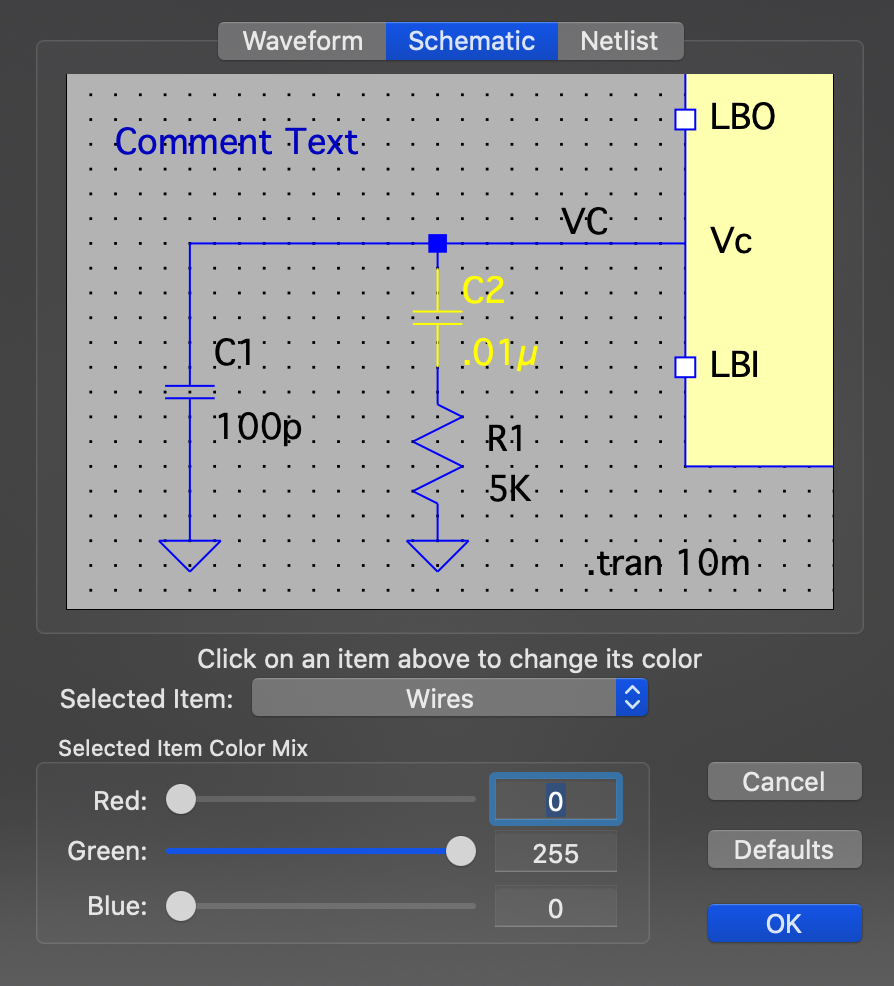 Waveform Schematic Netlist
LBO
Comment Text
VC
Vc
C2
.01µ
C1
LBI
100p
R1
5K
.tran 10m
Click on an item above to change its color
Selected Item: Wires
Selected Item Color Mix
Red: 0
Cancel
Green: 255
Defaults
Blue: 0
OK